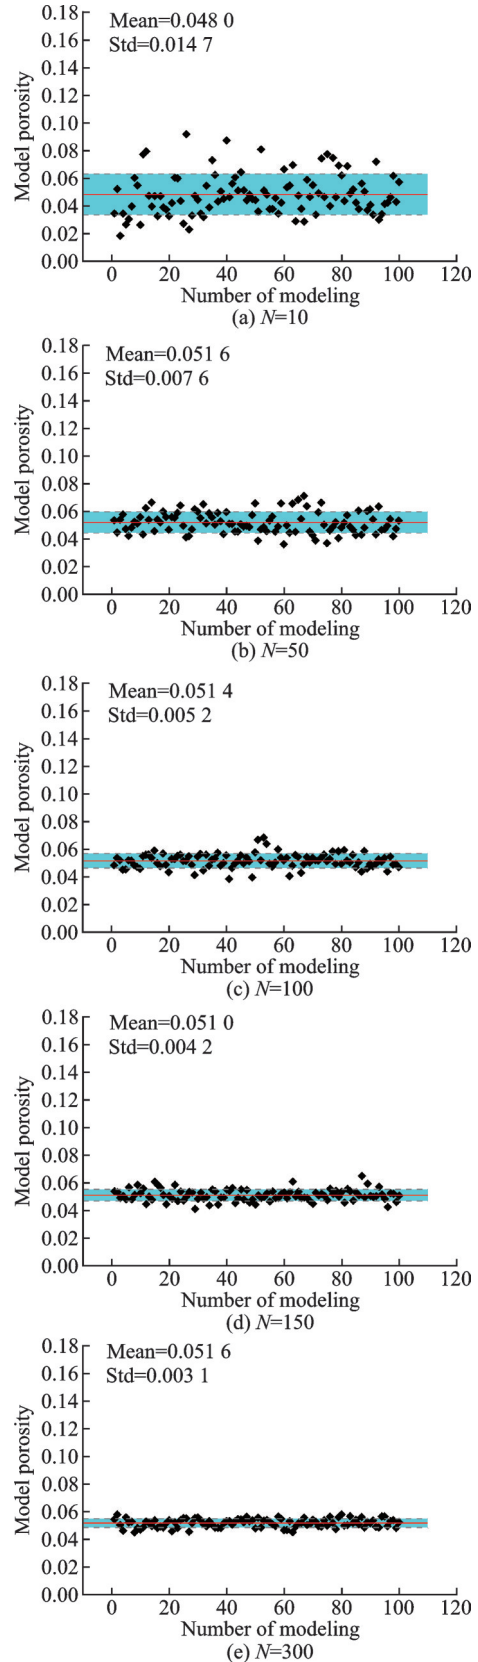 0.18
Mean=0.048 0
0.16
Std=0.014 7
0.14
0.12
0.10
0.08
0.06
0.04
0.02
0.00
Model porosity
0 20 40 60 80 100 120
Number of modeling
(a) N=10
0.18
Mean=0.051 6
0.16
Std=0.007 6
0.14
0.12
0.10
0.08
0.06
0.04
0.02
0.00
Model porosity
0 20 40 60 80 100 120
Number of modeling
(b) N=50
0.18
Mean=0.051 4
0.16
Std=0.005 2
0.14
0.12
0.10
0.08
0.06
0.04
0.02
0.00
Model porosity
0 20 40 60 80 100 120
Number of modeling
(c) N=100
0.18
Mean=0.051 0
0.16
Std=0.004 2
0.14
0.12
0.10
0.08
0.06
0.04
0.02
0.00
Model porosity
0 20 40 60 80 100 120
Number of modeling
(d) N=150
0.18
Mean=0.051 6
0.16
Std=0.003 1
0.14
0.12
0.10
0.08
0.06
0.04
0.02
0.00
Model porosity
0 20 40 60 80 100 120
Number of modeling
(e) N=300